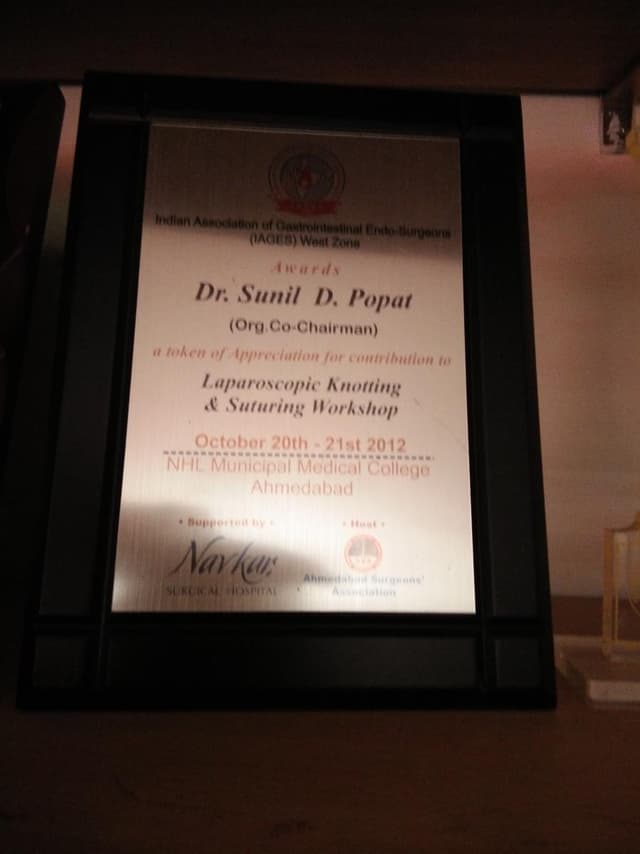 Indian Association of Gastrointestinal Endo-Surgeons
(IAGES) West Zone
Awards
Dr. Sunil D. Popat
(Org.Co-Chairman)
a token of Appreciation for contribution to
Laparoscopic Knotting
& Suturing Workshop
October 20th - 21st 2012
NHL Municipal Medical College
Ahmedabad
• Supported by •
Navkar
SURGICAL HOSPITAL
• Host •
Ahmedabad Surgeons'
Association